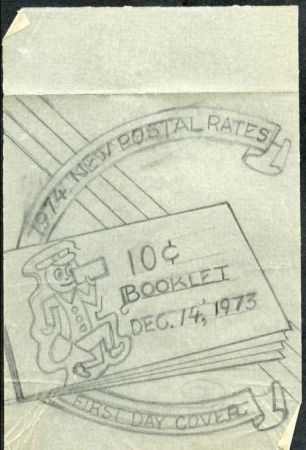 1974 NEW POSTAL RATES
10¢
BOOKLET
DEC. 14, 1973
FIRST DAY COVER